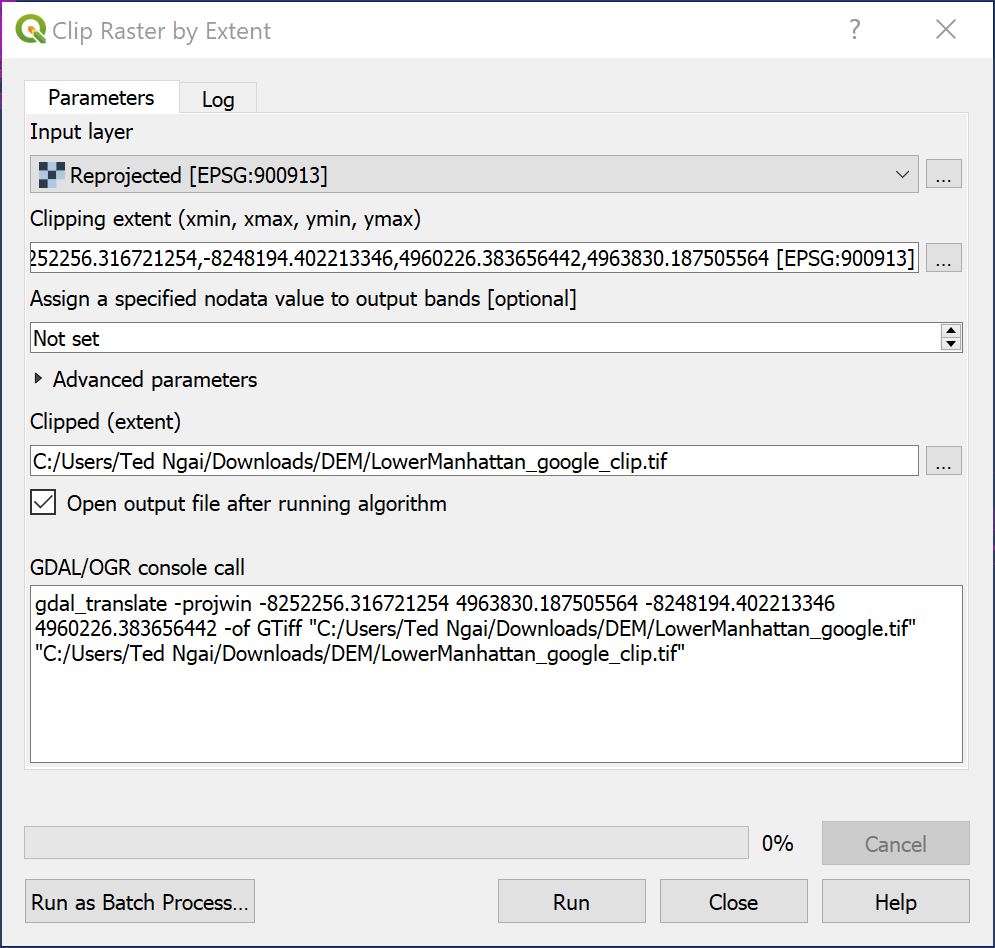 Clip Raster by Extent
?
Parameters
Log
Input layer
Reprojected [EPSG:900913]
...
Clipping extent (xmin, xmax, ymin, ymax)
252256.316721254,-8248194.402213346,4960226.383656442,4963830.187505564 [EPSG:900913]
...
Assign a specified nodata value to output bands [optional]
Not set
Advanced parameters
Clipped (extent)
C:/Users/Ted Ngai/Downloads/DEM/LowerManhattan_google_clip.tif
...
Open output file after running algorithm
GDAL/OGR console call
gdal_translate -projwin -8252256.316721254 4963830.187505564 -8248194.402213346
4960226.383656442 -of GTiff "C:/Users/Ted Ngai/Downloads/DEM/LowerManhattan_google.tif"
"C:/Users/Ted Ngai/Downloads/DEM/LowerManhattan_google_clip.tif"
0%
Cancel
Run as Batch Process...
Run
Close
Help